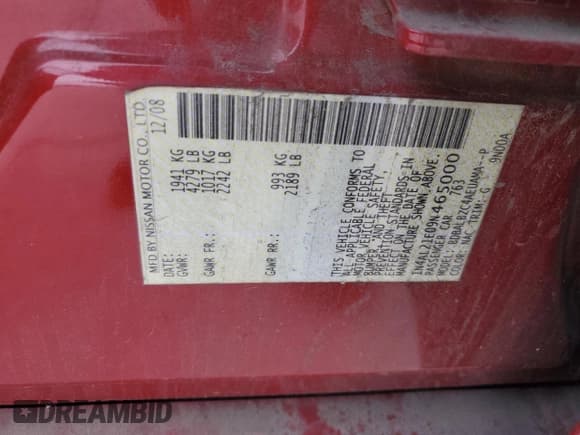 MFD BY NISSAN MOTOR CO., LTD.
DATE: 12/08
GVWR: 1941 KG
4279 LB
GAWR FR: 1017 KG
2242 LB
GAWR RR: 993 KG
2189 LB
THIS VEHICLE CONFORMS TO
ALL APPLICABLE FEDERAL
MOTOR VEHICLE SAFETY,
BUMPER, AND THEFT
PREVENTION STANDARDS IN
EFFECT ON THE DATE OF
MANUFACTURE SHOWN ABOVE.
1N4AL21E09N465000
PASSENGER CAR 763
MODEL:
COLOR: NAC TRIM: G
9N00A
DREAMBID